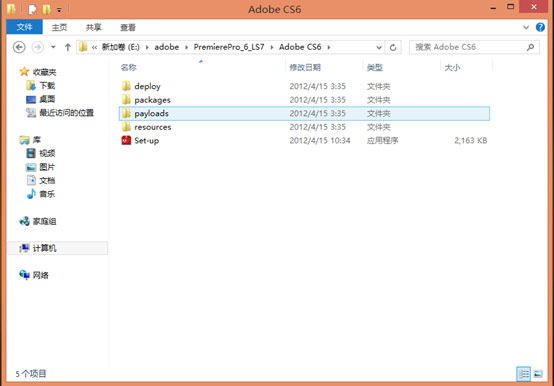 Adobe CS6
文件 主页 共享 查看
« 新加卷 (E:) ▸ adobe ▸ PremierePro_6_LS7 ▸ Adobe CS6 ▸ 搜索 Adobe CS6
收藏夹
下载
桌面
最近访问的位置
库
视频
图片
文档
音乐
家庭组
计算机
网络
名称 修改日期 类型 大小
deploy 2012/4/15 3:35 文件夹
packages 2012/4/15 3:35 文件夹
payloads 2012/4/15 3:35 文件夹
resources 2012/4/15 3:35 文件夹
Set-up 2012/4/15 10:34 应用程序 2,163 KB
5 个项目